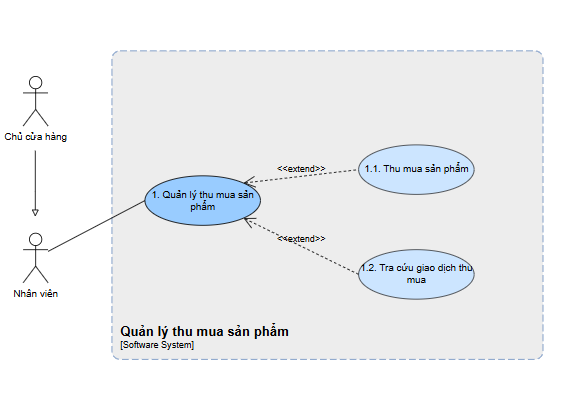 Chủ cửa hàng
Nhân viên
1. Quản lý thu mua sản
phẩm
<<extend>>
1.1. Thu mua sản phẩm
<<extend>>
1.2. Tra cứu giao dịch thu
mua
Quản lý thu mua sản phẩm
[Software System]